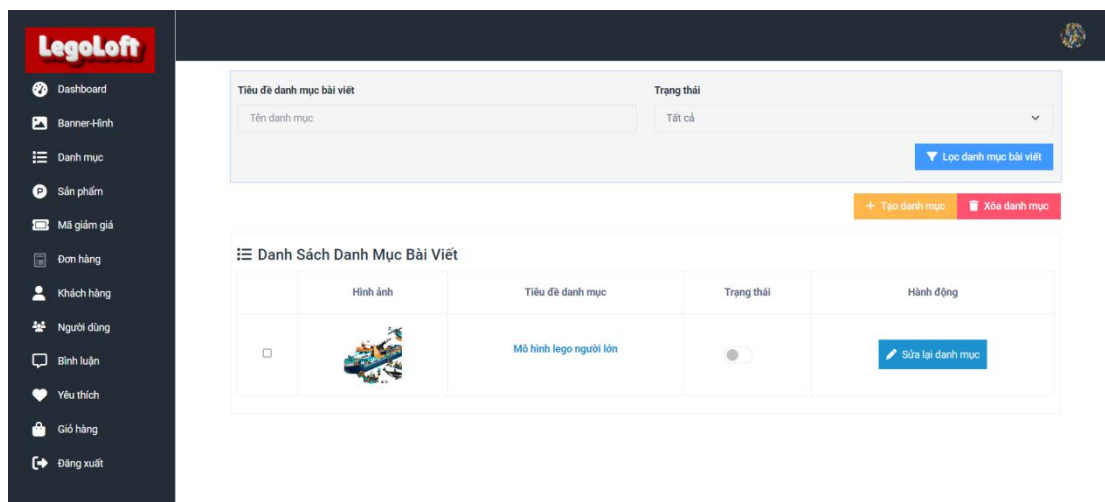 LegoLoft
Dashboard
Banner-Hình
Danh mục
Sản phẩm
Mã giảm giá
Đơn hàng
Khách hàng
Người dùng
Bình luận
Yêu thích
Giỏ hàng
Đăng xuất
Tiêu đề danh mục bài viết
Trạng thái
Tên danh mục
Tất cả
Lọc danh mục bài viết
+ Tạo danh mục
Xóa danh mục
Danh Sách Danh Mục Bài Viết
Hình ảnh
Tiêu đề danh mục
Trạng thái
Hành động
Mô hình lego người lớn
Sửa lại danh mục